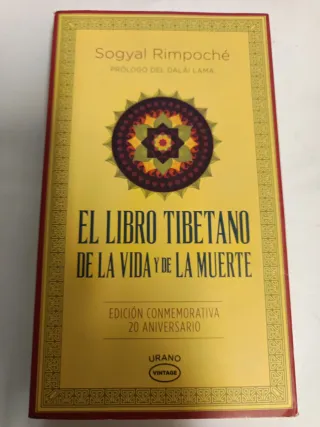 Sogyal Rimpoché
PRÓLOGO DEL DALÁI LAMA
EL LIBRO TIBETANO
DE LA VIDA Y DE LA MUERTE
EDICIÓN CONMEMORATIVA
20 ANIVERSARIO
URANO
VINTAGE